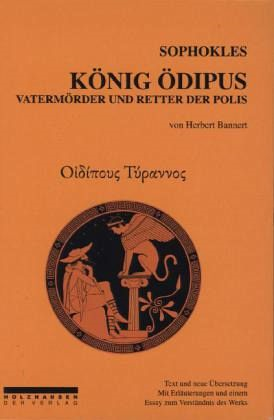 SOPHOKLES
KÖNIG ÖDIPUS
VATERMÖRDER UND RETTER DER POLIS
von Herbert Bannert
Οἰδίπους Τύραννος
Text und neue Übersetzung
Mit Erläuterungen und einem
Essay zum Verständnis des Werks
HOLZHAUSEN
DER VERLAG